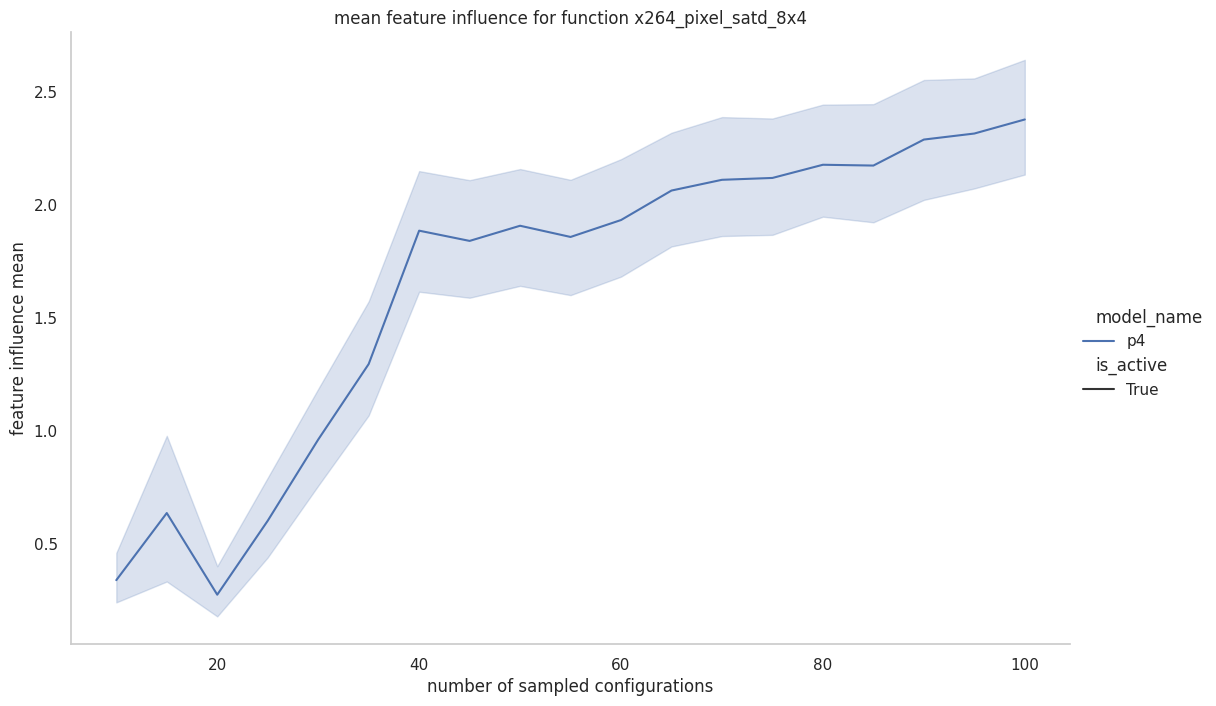 mean feature influence for function x264_pixel_satd_8x4
2.5
2.0
1.5
1.0
0.5
feature influence mean
20
40
60
80
100
number of sampled configurations
model_name
p4
is_active
True